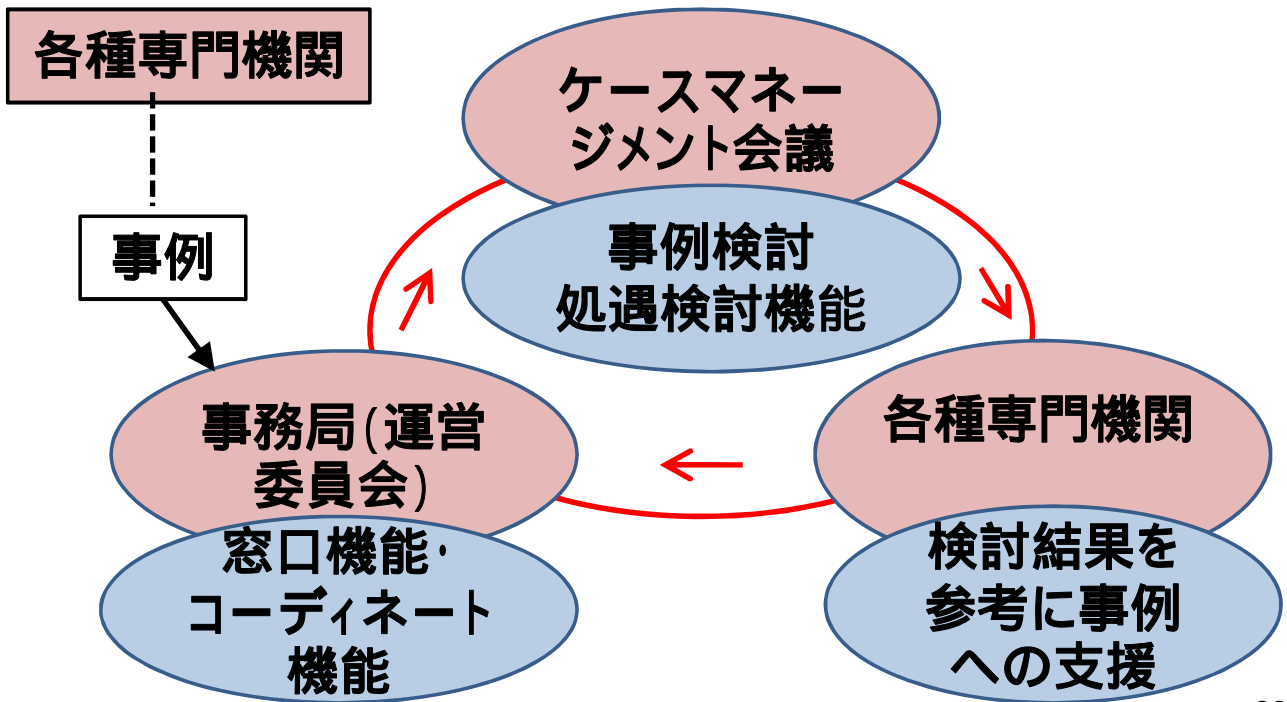 各種専門機関
事例
ケースマネー
ジメント会議
事例検討
処遇検討機能
事務局(運営
委員会)
窓口機能・
コーディネート
機能
各種専門機関
検討結果を
参考に事例
への支援